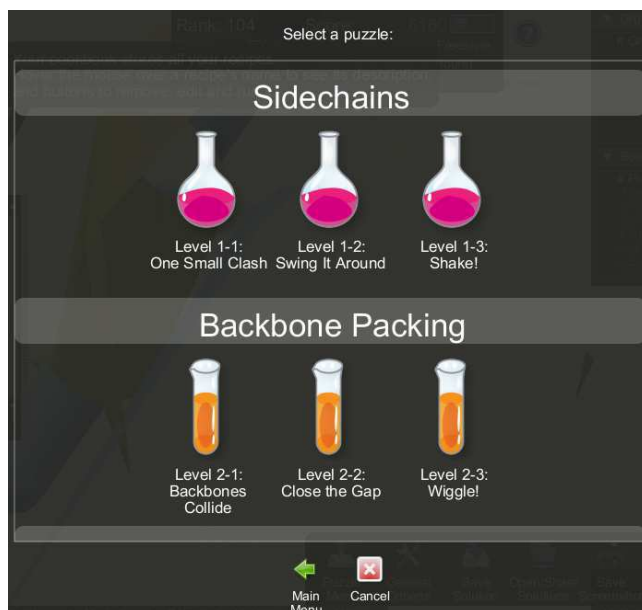 Rank: 104
Select a puzzle:
Sidechains
Level 1-1:
One Small Clash
Level 1-2:
Swing It Around
Level 1-3:
Shake!
Backbone Packing
Level 2-1:
Backbones
Collide
Level 2-2:
Close the Gap
Level 2-3:
Wiggle!
Main
Menu
Cancel